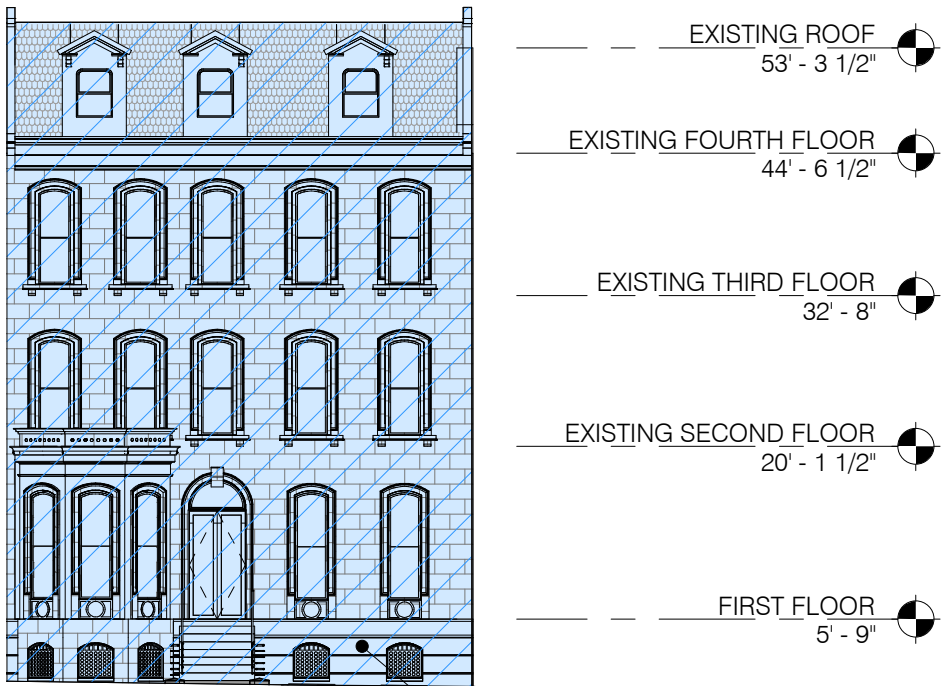 EXISTING ROOF
53' - 3 1/2"
EXISTING FOURTH FLOOR
44' - 6 1/2"
EXISTING THIRD FLOOR
32' - 8"
EXISTING SECOND FLOOR
20' - 1 1/2"
FIRST FLOOR
5' - 9"